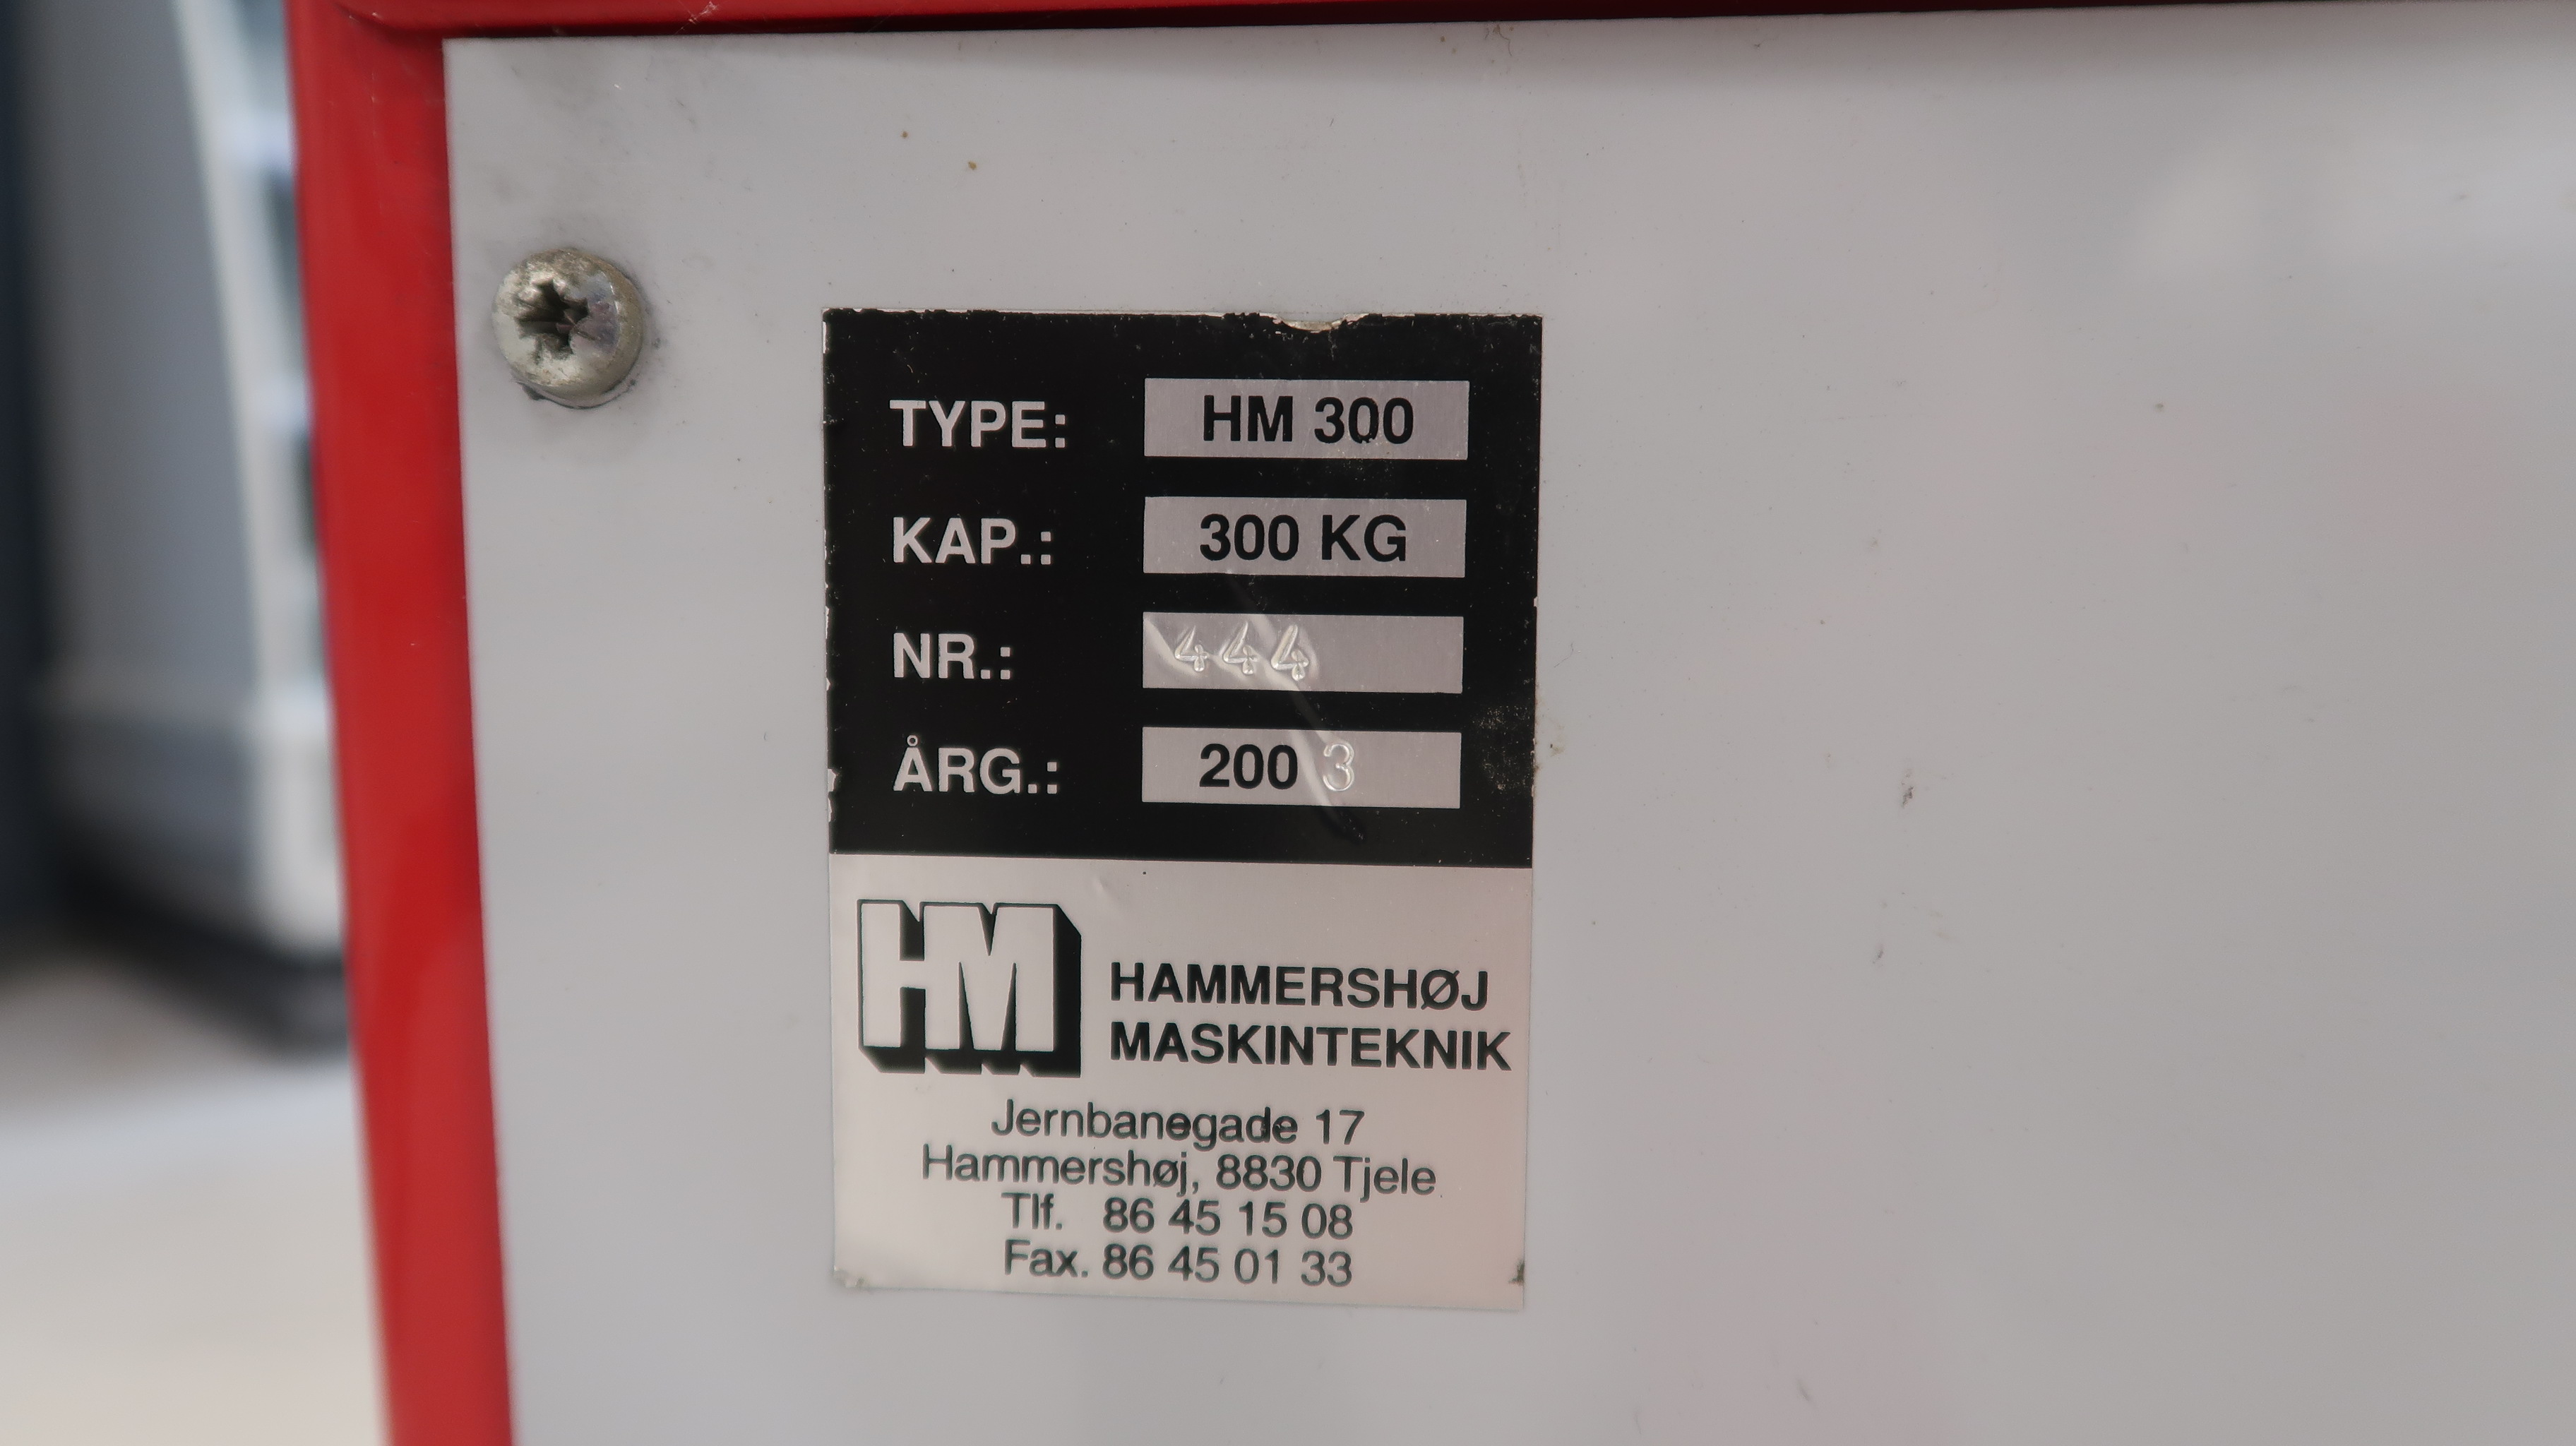 TYPE: HM 300
KAP.: 300 KG
NR.: 444
ÅRG.: 2003
HM
HAMMERSHØJ
MASKINTEKNIK
Jernbanegade 17
Hammershøj, 8830 Tjele
Tlf. 86 45 15 08
Fax. 86 45 01 33